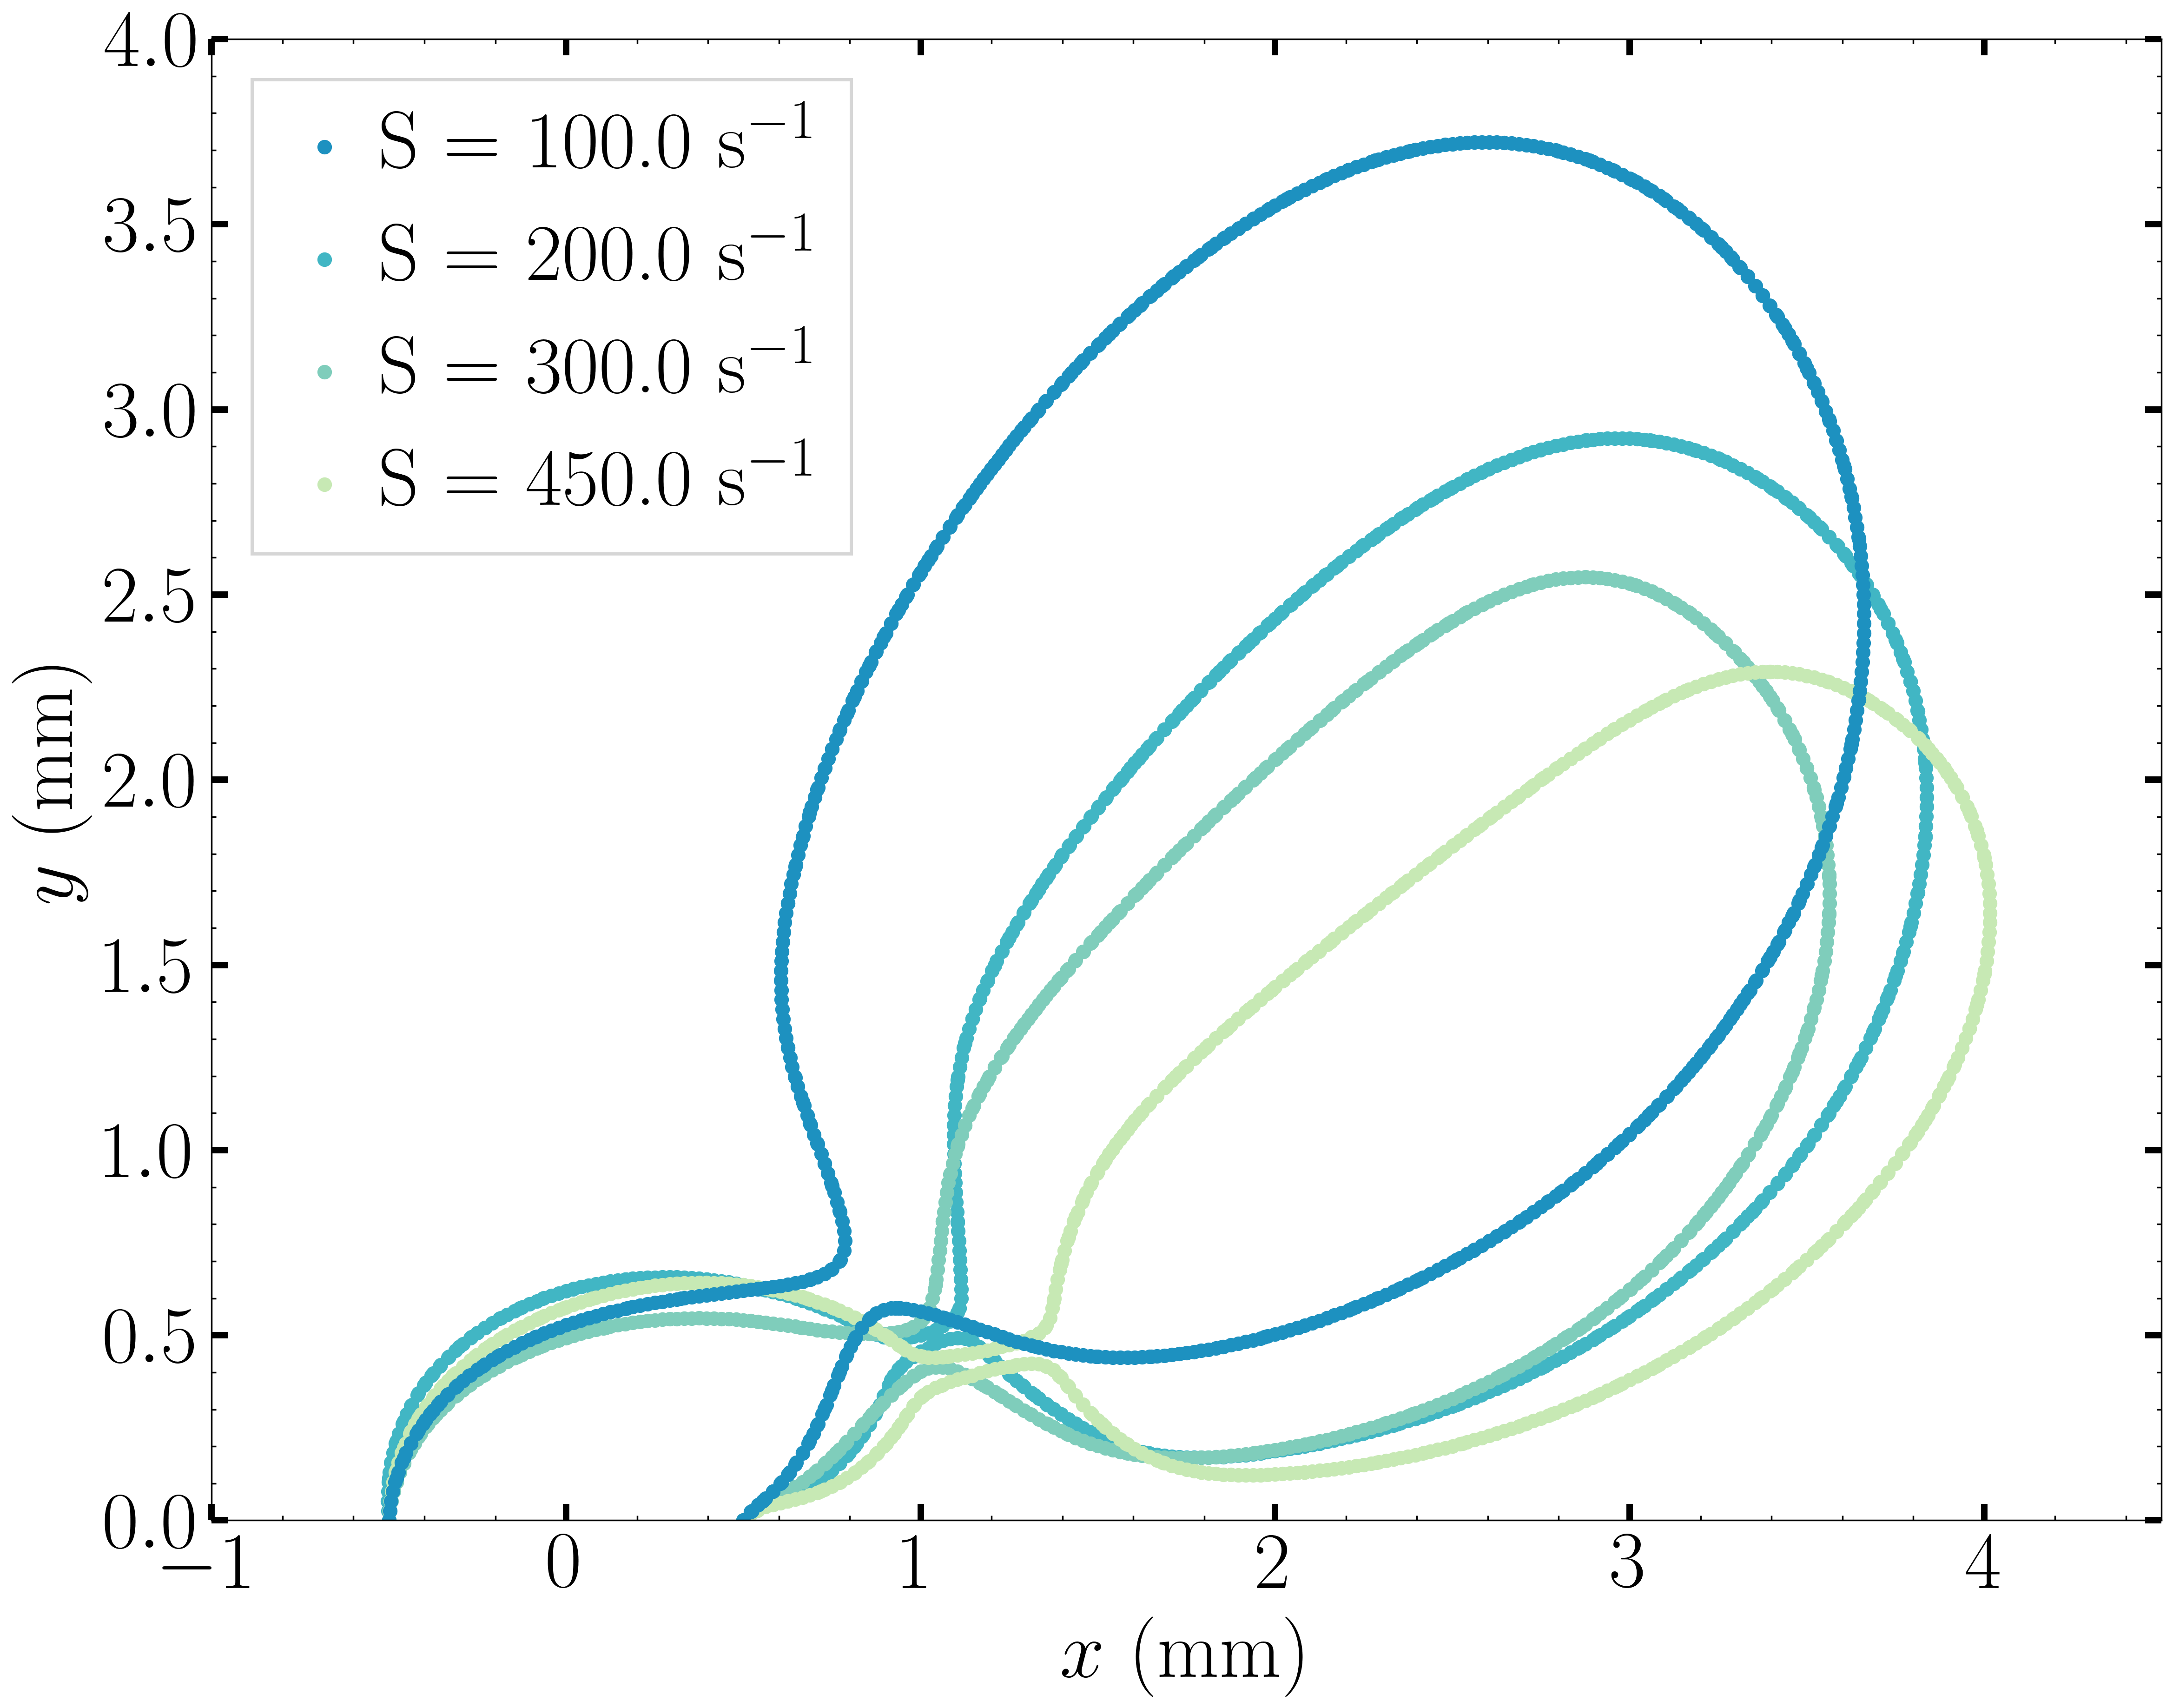 S = 100.0 s⁻¹
S = 200.0 s⁻¹
S = 300.0 s⁻¹
S = 450.0 s⁻¹
4.0
3.5
3.0
2.5
2.0
1.5
1.0
0.5
0.0
y (mm)
−1 0 1 2 3 4
x (mm)